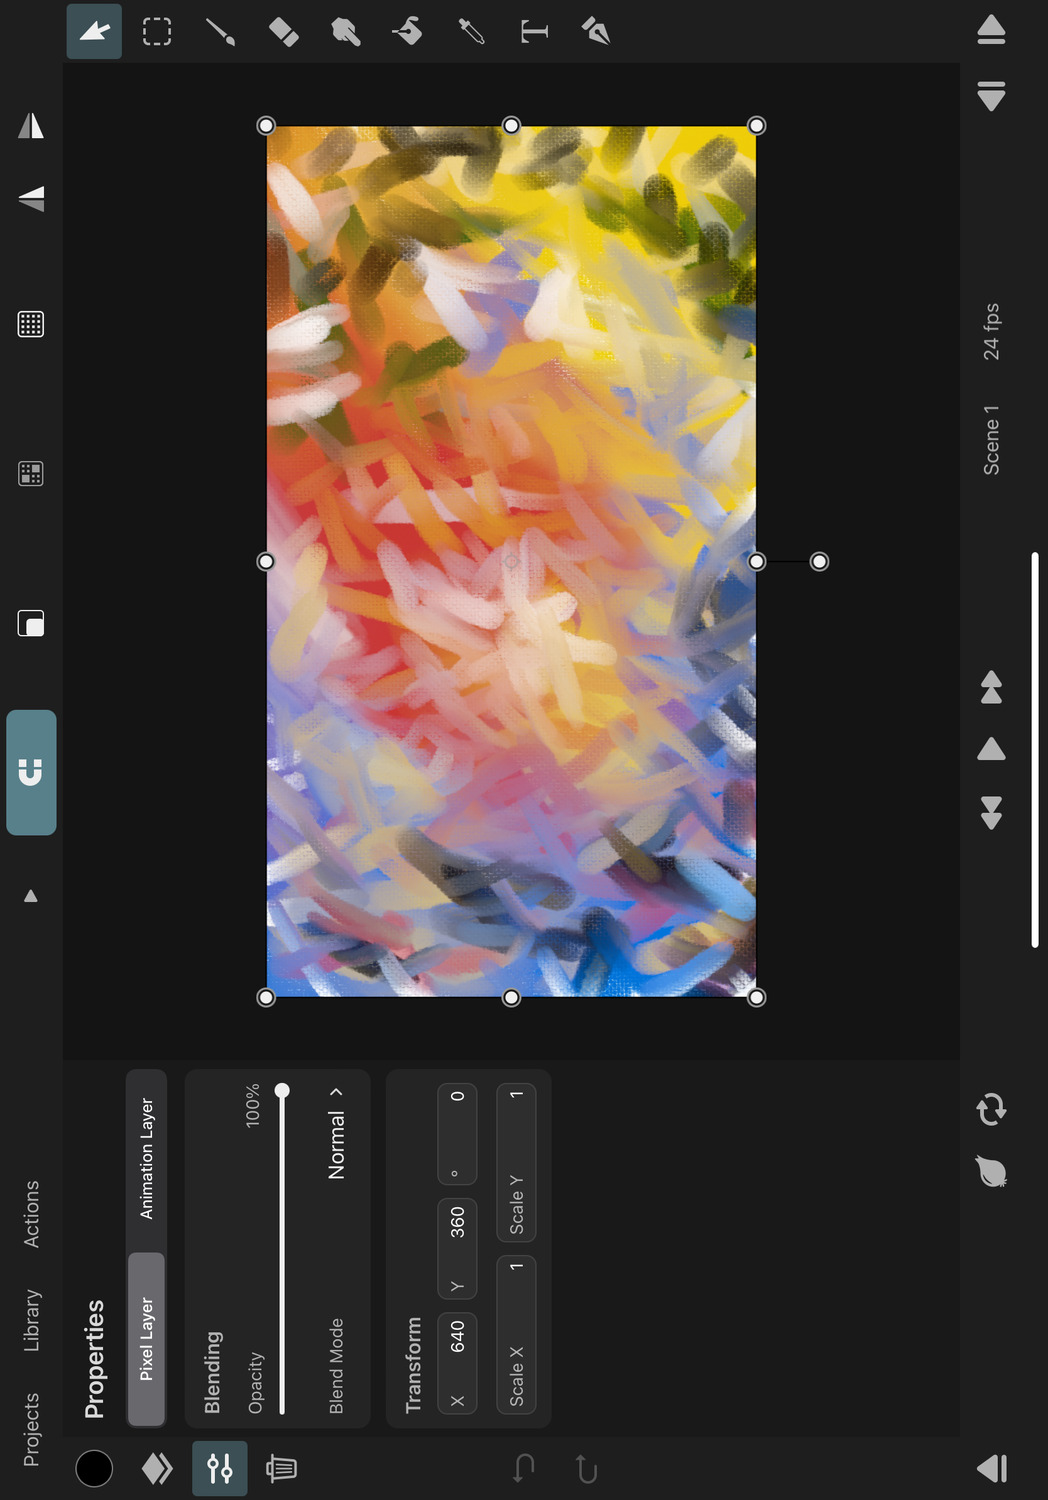 Projects Library Actions
Properties
Pixel Layer Animation Layer
Blending
Opacity 100%
Blend Mode Normal
Transform
X 640 Y 360 ° 0
Scale X 1 Scale Y 1
T
Scene 1 24 fps